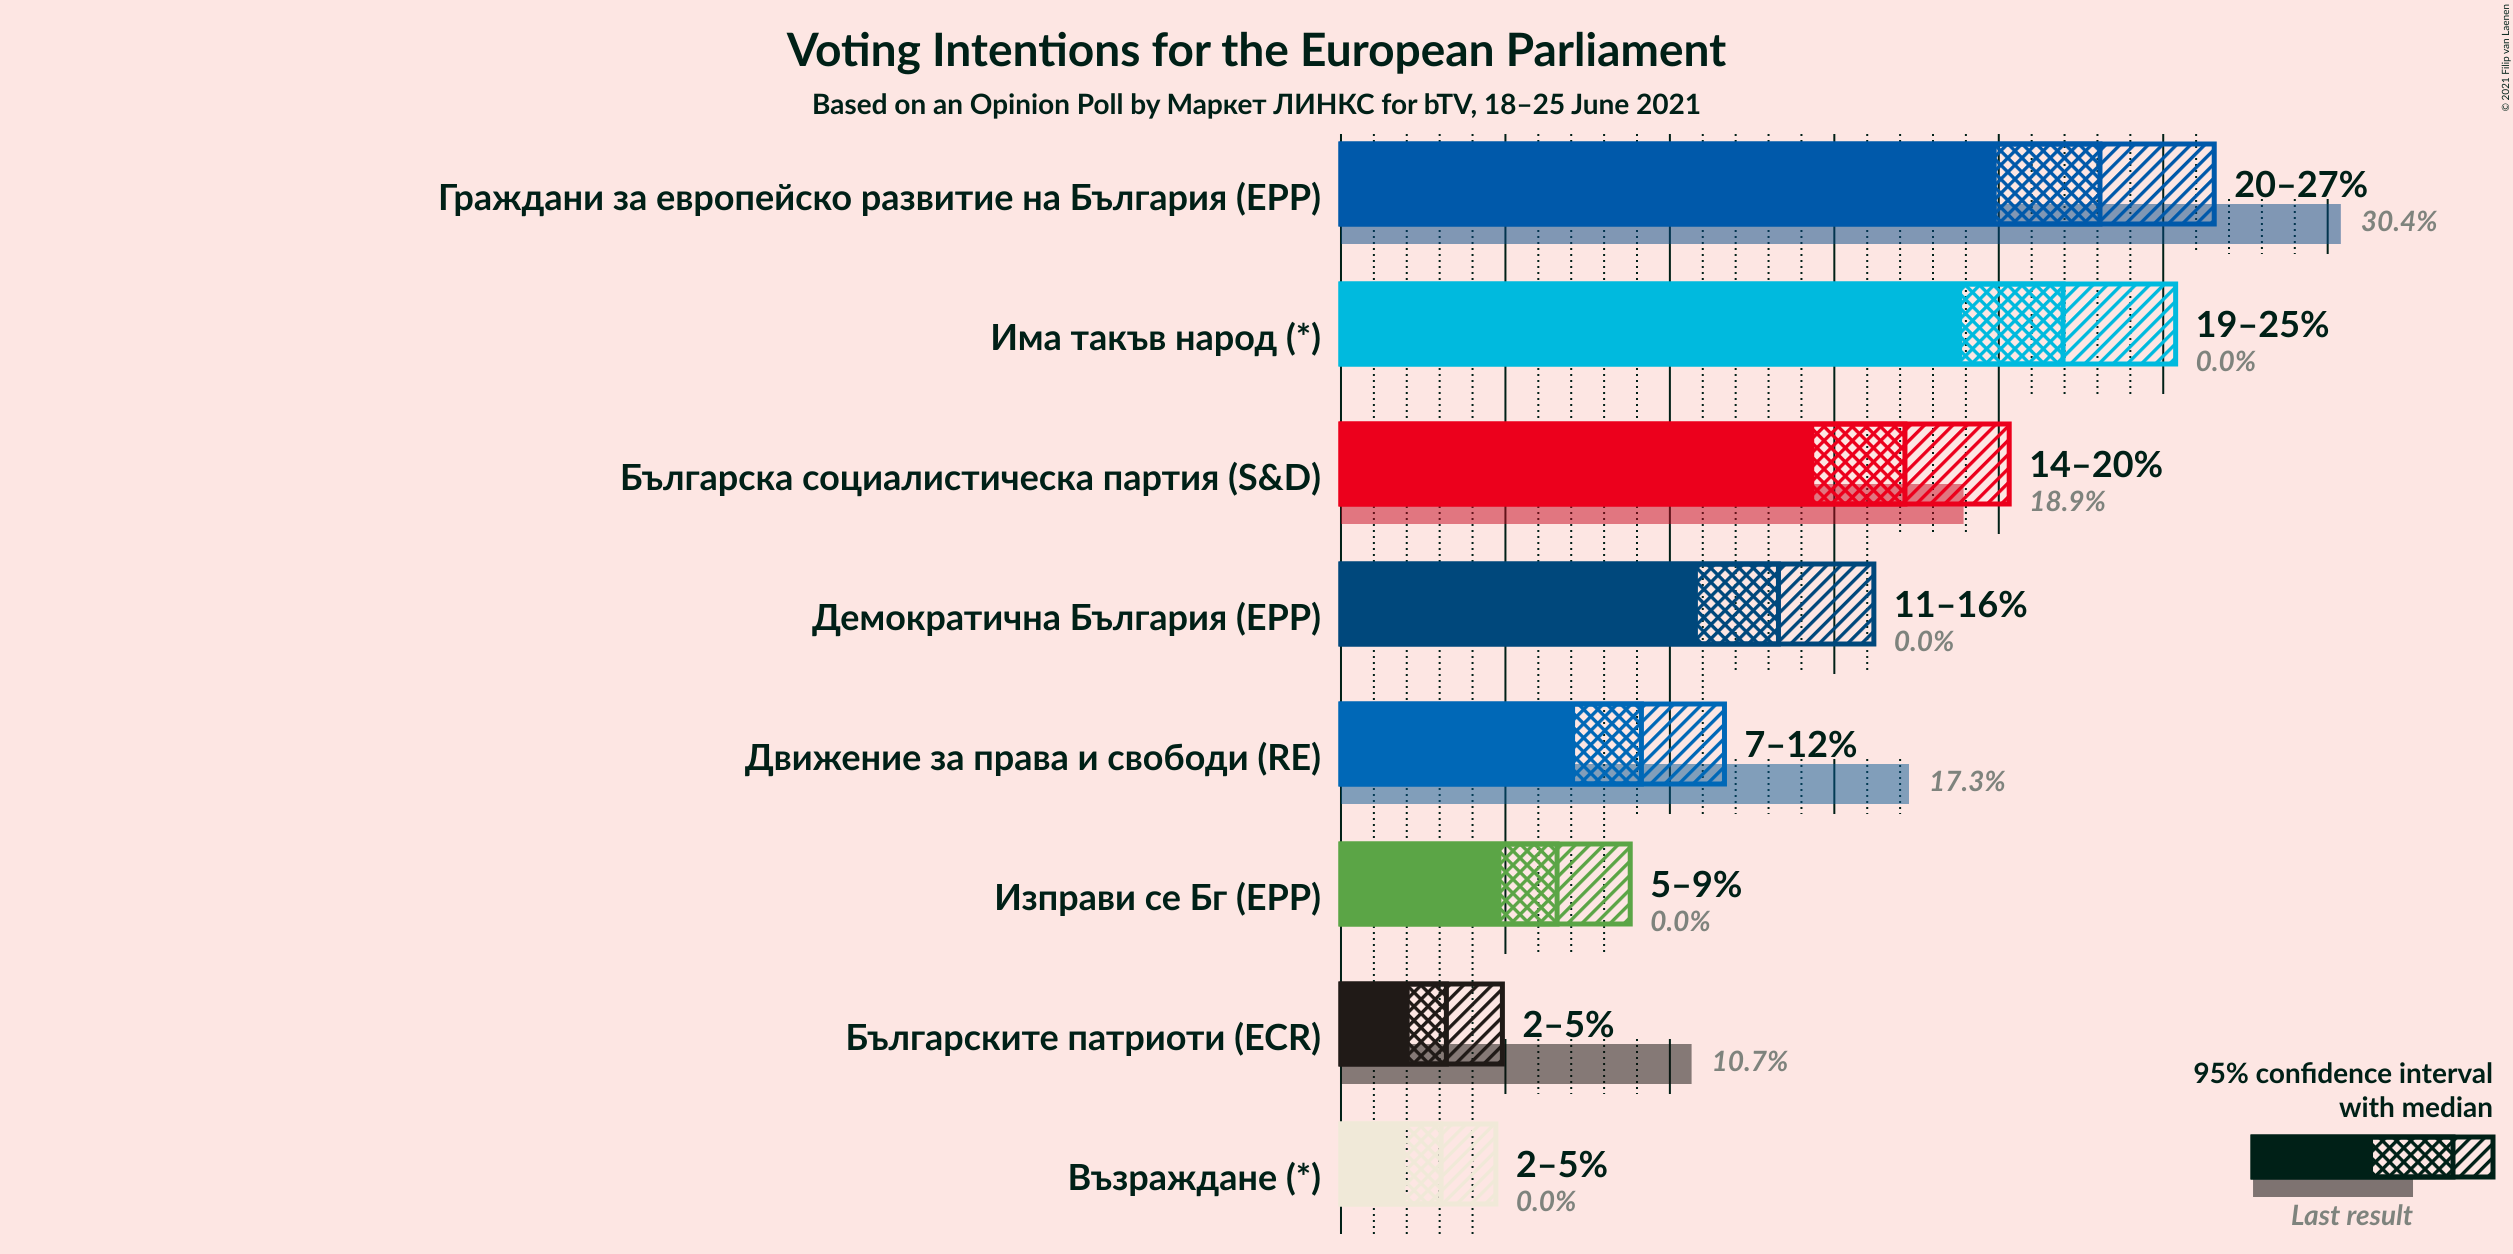 Voting Intentions for the European Parliament
Based on an Opinion Poll by Маркет ЛИНКС for bTV, 18–25 June 2021
© 2021 Filip van Laenen
Граждани за европейско развитие на България (EPP)
20–27%
30.4%
Има такъв народ (*)
19–25%
0.0%
Българска социалистическа партия (S&D)
14–20%
18.9%
Демократична България (EPP)
11–16%
0.0%
Движение за права и свободи (RE)
7–12%
17.3%
Изправи се Бг (EPP)
5–9%
0.0%
Българските патриоти (ECR)
2–5%
10.7%
Възраждане (*)
2–5%
0.0%
95% confidence interval
with median
Last result